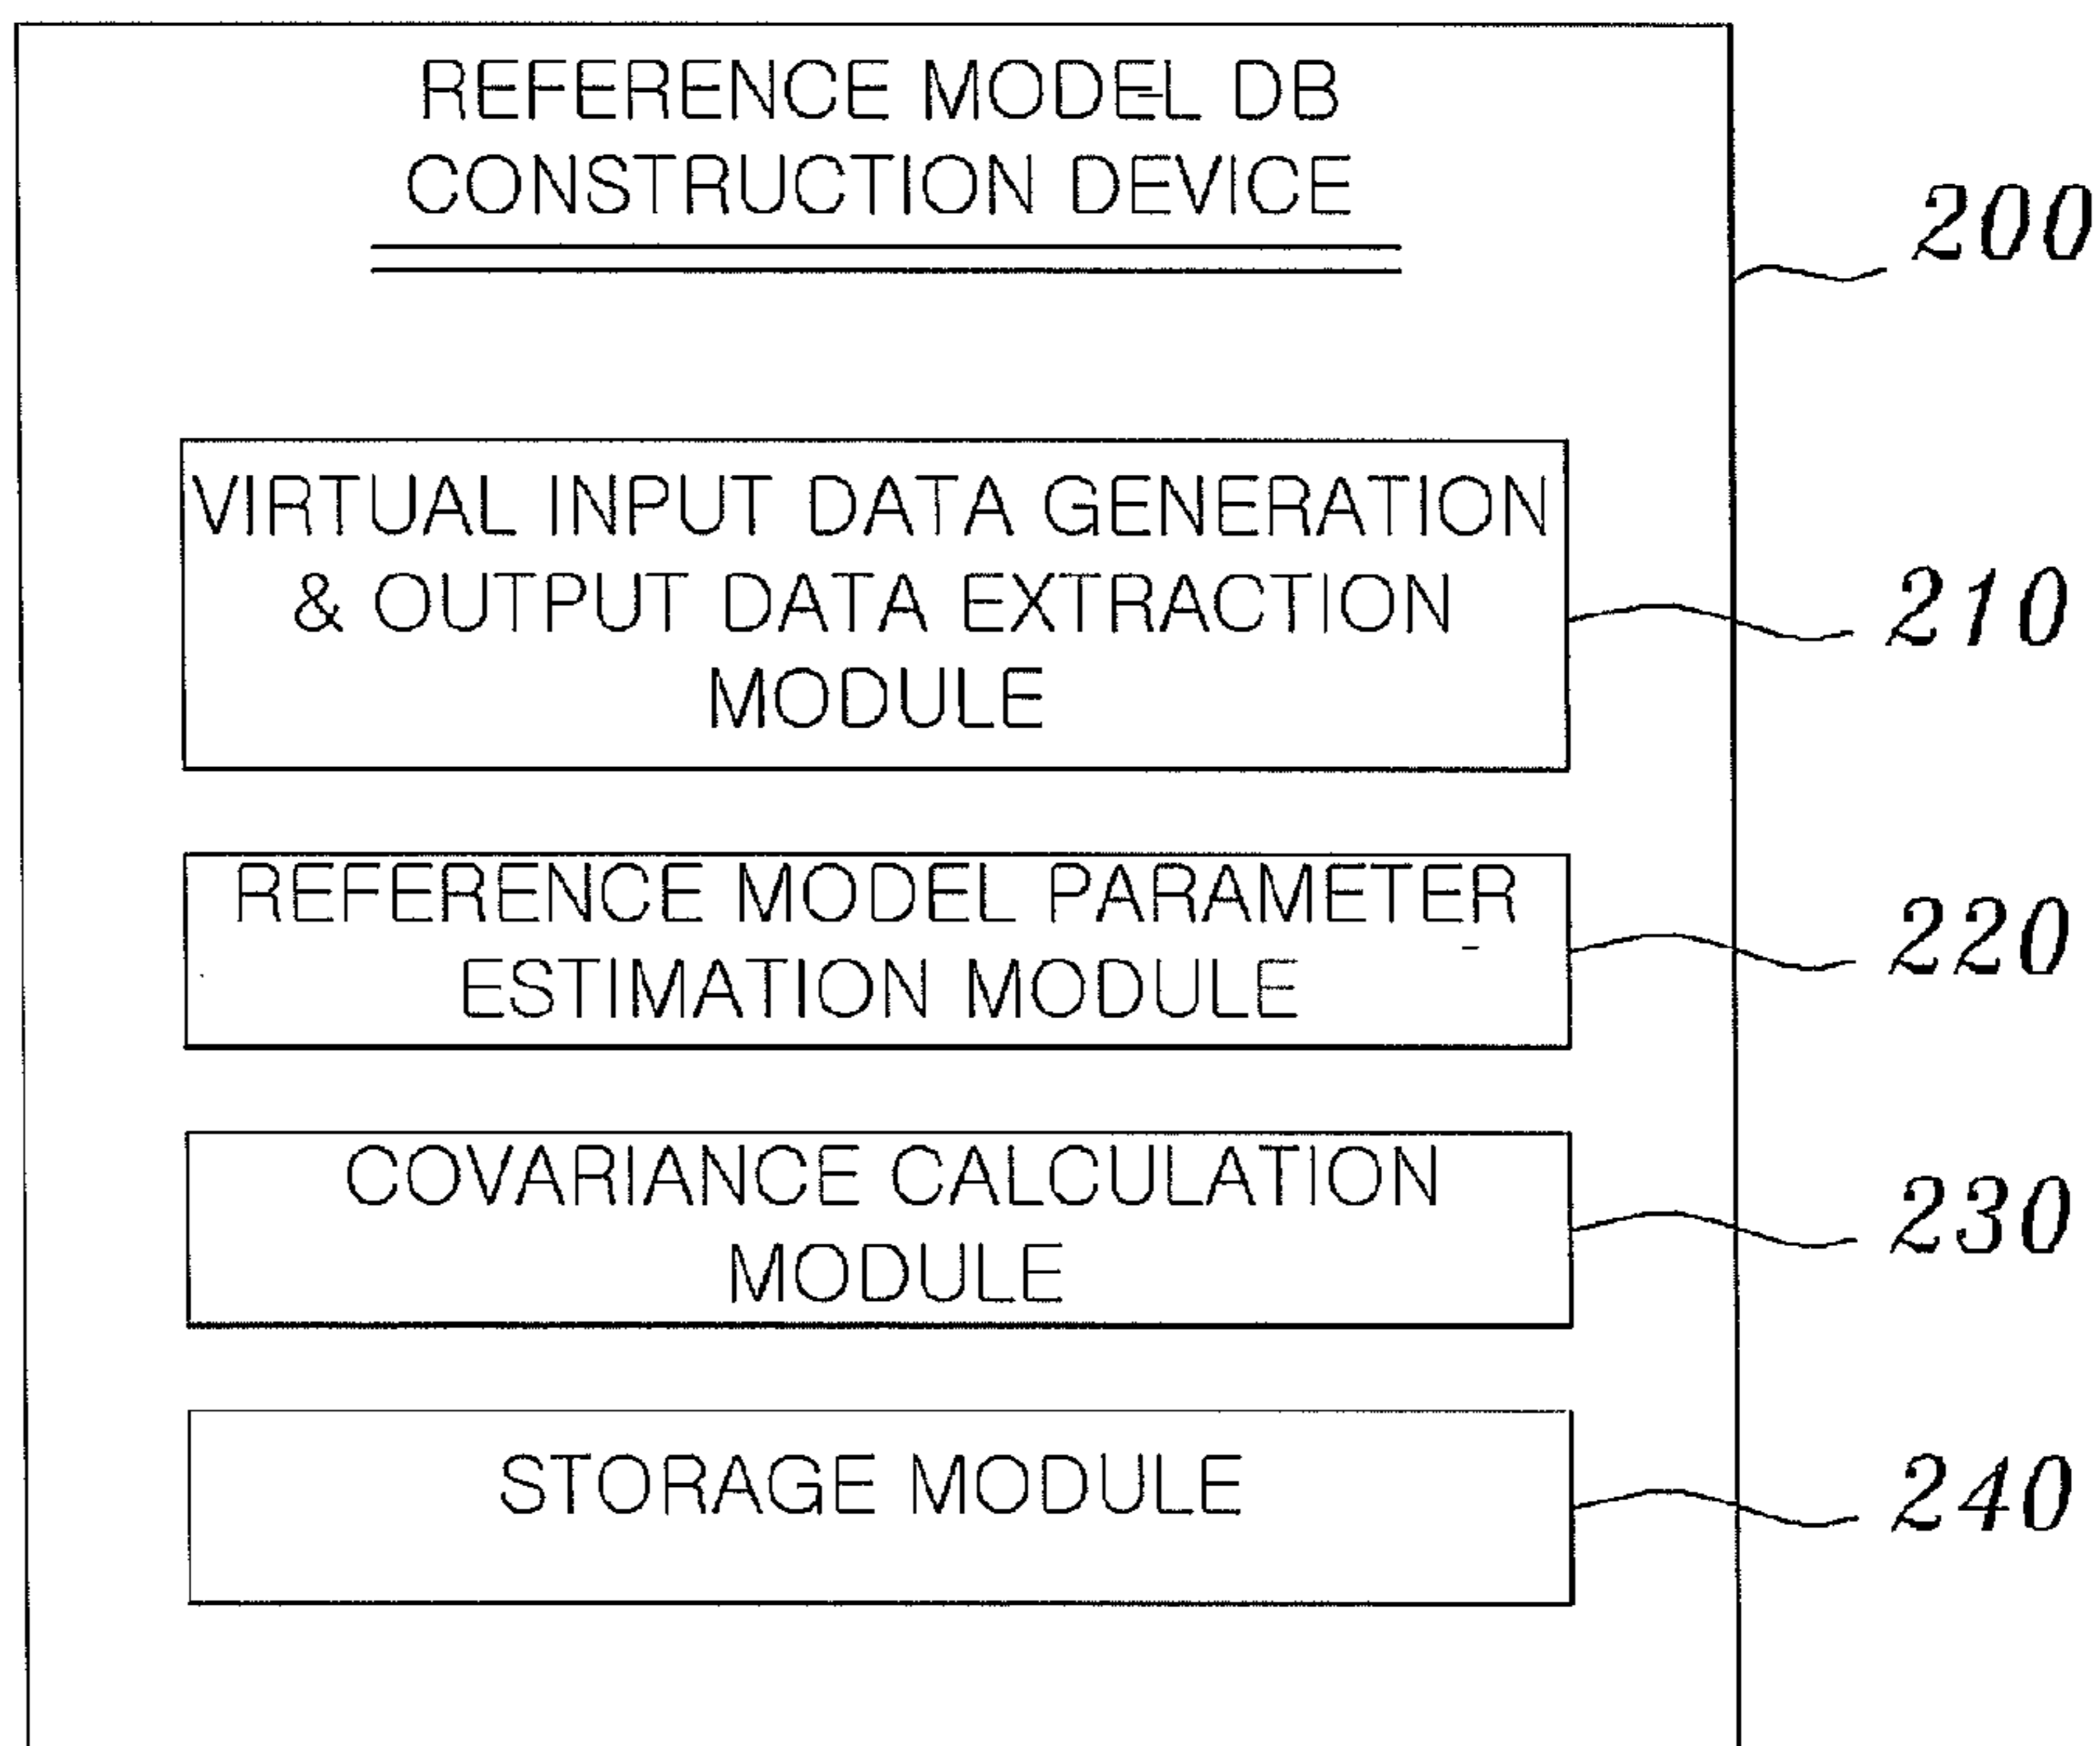 REFERENCE MODEL DB
CONSTRUCTION DEVICE
200
VIRTUAL INPUT DATA GENERATION
& OUTPUT DATA EXTRACTION
MODULE
210
REFERENCE MODEL PARAMETER
ESTIMATION MODULE
220
COVARIANCE CALCULATION
MODULE
230
STORAGE MODULE
240